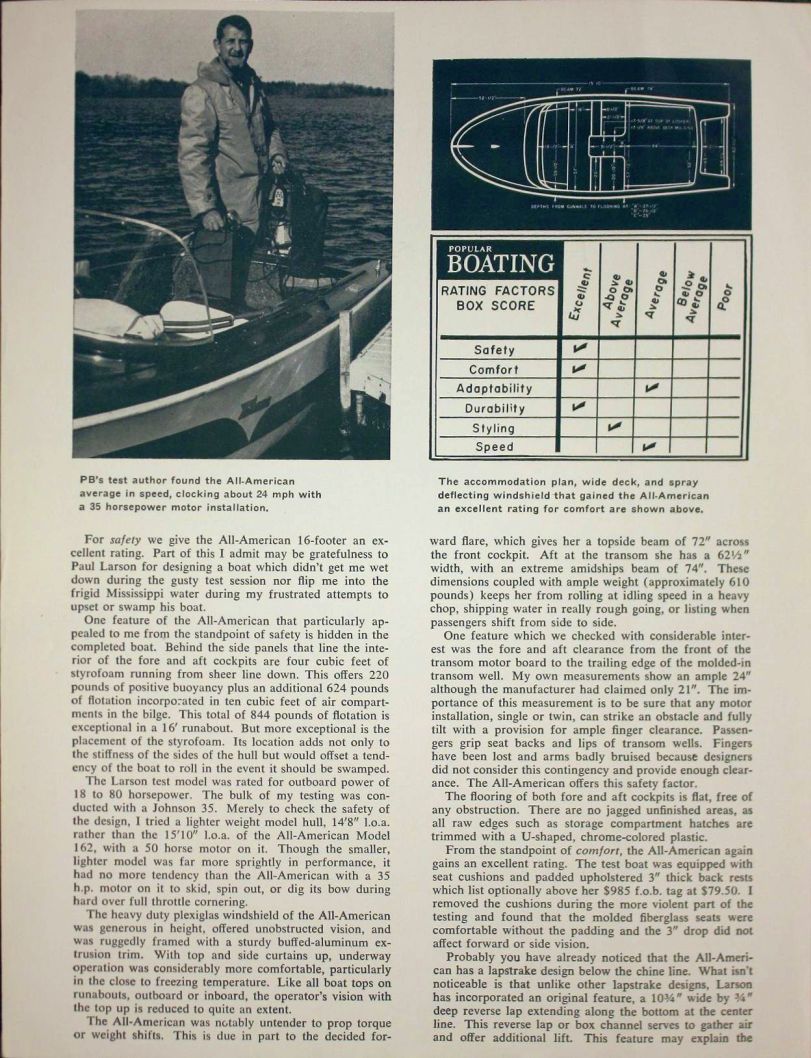 15' 10"
BEAM 72"
BEAM 74"
DEPTHS FROM GUNWALE TO FLOORING AT
POPULAR
BOATING
RATING FACTORS
BOX SCORE
Excellent
Above
Average
Average
Below
Average
Poor
Safety
Comfort
Adaptability
Durability
Styling
Speed
PB's test author found the All-American
average in speed, clocking about 24 mph with
a 35 horsepower motor installation.
The accommodation plan, wide deck, and spray
deflecting windshield that gained the All-American
an excellent rating for comfort are shown above.
For safety we give the All-American 16-footer an ex-
cellent rating. Part of this I admit may be gratefulness to
Paul Larson for designing a boat which didn't get me wet
down during the gusty test session nor flip me into the
frigid Mississippi water during my frustrated attempts to
upset or swamp his boat.
One feature of the All-American that particularly ap-
pealed to me from the standpoint of safety is hidden in the
completed boat. Behind the side panels that line the inte-
rior of the fore and aft cockpits are four cubic feet of
styrofoam running from sheer line down. This offers 220
pounds of positive buoyancy plus an additional 624 pounds
of flotation incorporated in ten cubic feet of air compart-
ments in the bilge. This total of 844 pounds of flotation is
exceptional in a 16' runabout. But more exceptional is the
placement of the styrofoam. Its location adds not only to
the stiffness of the sides of the hull but would offset a tend-
ency of the boat to roll in the event it should be swamped.
The Larson test model was rated for outboard power of
18 to 80 horsepower. The bulk of my testing was con-
ducted with a Johnson 35. Merely to check the safety of
the design, I tried a lighter weight model hull, 14'8" l.o.a.
rather than the 15'10" l.o.a. of the All-American Model
162, with a 50 horse motor on it. Though the smaller,
lighter model was far more sprightly in performance, it
had no more tendency than the All-American with a 35
h.p. motor on it to skid, spin out, or dig its bow during
hard over full throttle cornering.
The heavy duty plexiglas windshield of the All-American
was generous in height, offered unobstructed vision, and
was ruggedly framed with a sturdy buffed-aluminum ex-
trusion trim. With top and side curtains up, underway
operation was considerably more comfortable, particularly
in the close to freezing temperature. Like all boat tops on
runabouts, outboard or inboard, the operator's vision with
the top up is reduced to quite an extent.
The All-American was notably untender to prop torque
or weight shifts. This is due in part to the decided for-
ward flare, which gives her a topside beam of 72" across
the front cockpit. Aft at the transom she has a 62½"
width, with an extreme amidships beam of 74". These
dimensions coupled with ample weight (approximately 610
pounds) keeps her from rolling at idling speed in a heavy
chop, shipping water in really rough going, or listing when
passengers shift from side to side.
One feature which we checked with considerable inter-
est was the fore and aft clearance from the front of the
transom motor board to the trailing edge of the molded-in
transom well. My own measurements show an ample 24"
although the manufacturer had claimed only 21". The im-
portance of this measurement is to be sure that any motor
installation, single or twin, can strike an obstacle and fully
tilt with a provision for ample finger clearance. Passen-
gers grip seat backs and lips of transom wells. Fingers
have been lost and arms badly bruised because designers
did not consider this contingency and provide enough clear-
ance. The All-American offers this safety factor.
The flooring of both fore and aft cockpits is flat, free of
any obstruction. There are no jagged unfinished areas, as
all raw edges such as storage compartment hatches are
trimmed with a U-shaped, chrome-colored plastic.
From the standpoint of comfort, the All-American again
gains an excellent rating. The test boat was equipped with
seat cushions and padded upholstered 3" thick back rests
which list optionally above her $985 f.o.b. tag at $79.50. I
removed the cushions during the more violent part of the
testing and found that the molded fiberglass seats were
comfortable without the padding and the 3" drop did not
affect forward or side vision.
Probably you have already noticed that the All-Ameri-
can has a lapstrake design below the chine line. What isn't
noticeable is that unlike other lapstrake designs, Larson
has incorporated an original feature, a 10¾" wide by ¾"
deep reverse lap extending along the bottom at the center
line. This reverse lap or box channel serves to gather air
and offer additional lift. This feature may explain the